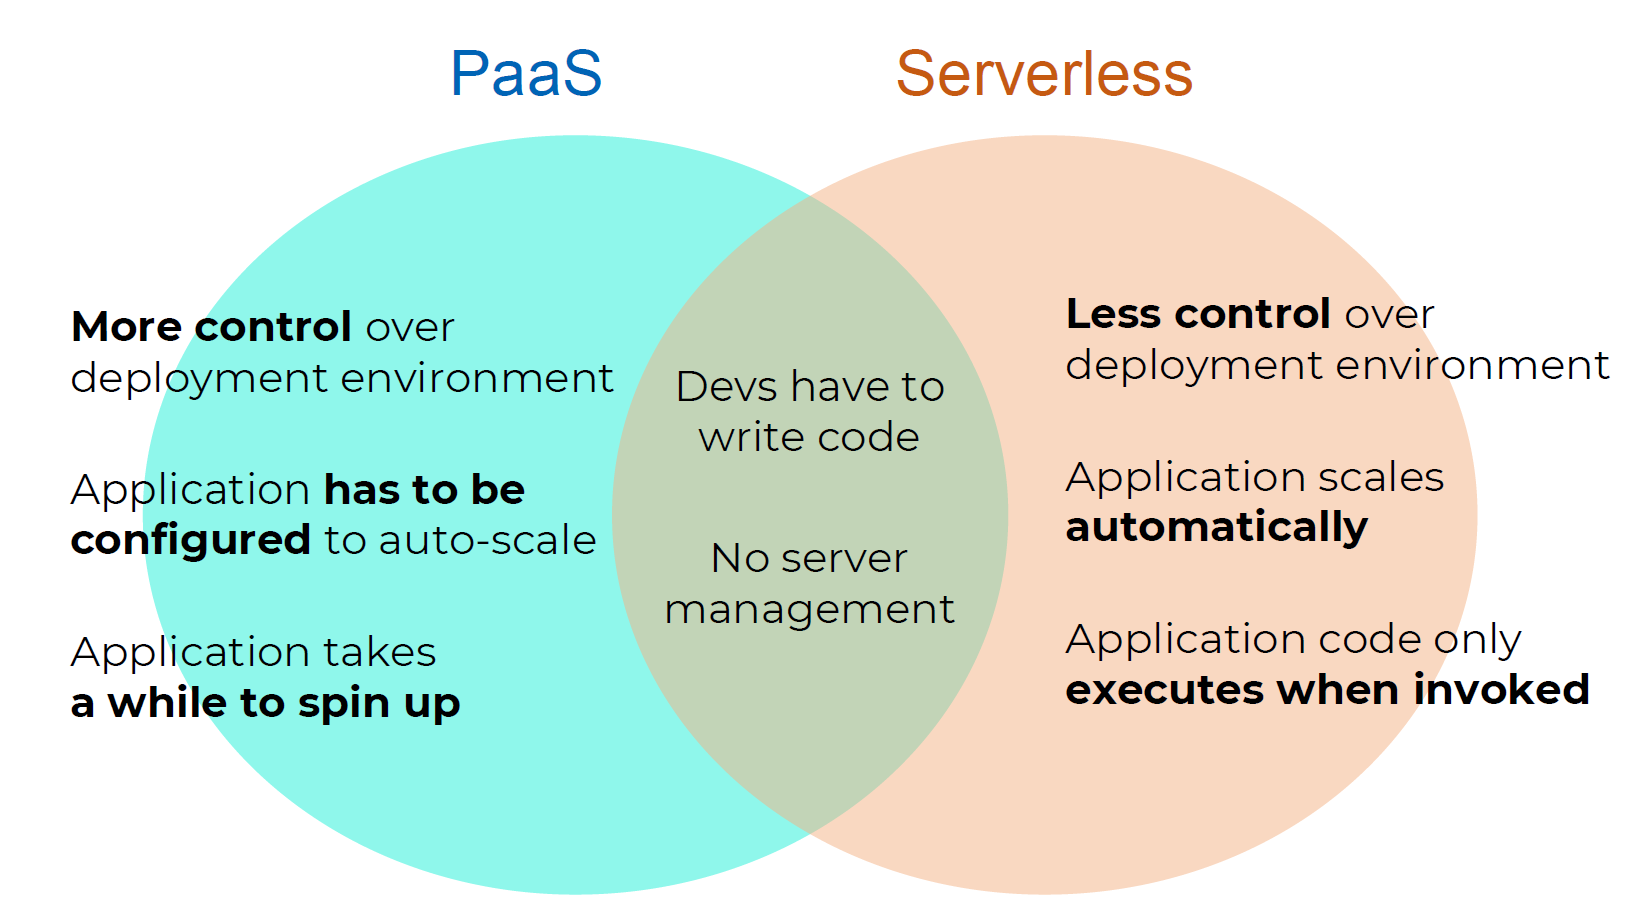 PaaS
Serverless
More control over
deployment environment
Application has to be
configured to auto-scale
Application takes
a while to spin up
Devs have to
write code
No server
management
Less control over
deployment environment
Application scales
automatically
Application code only
executes when invoked